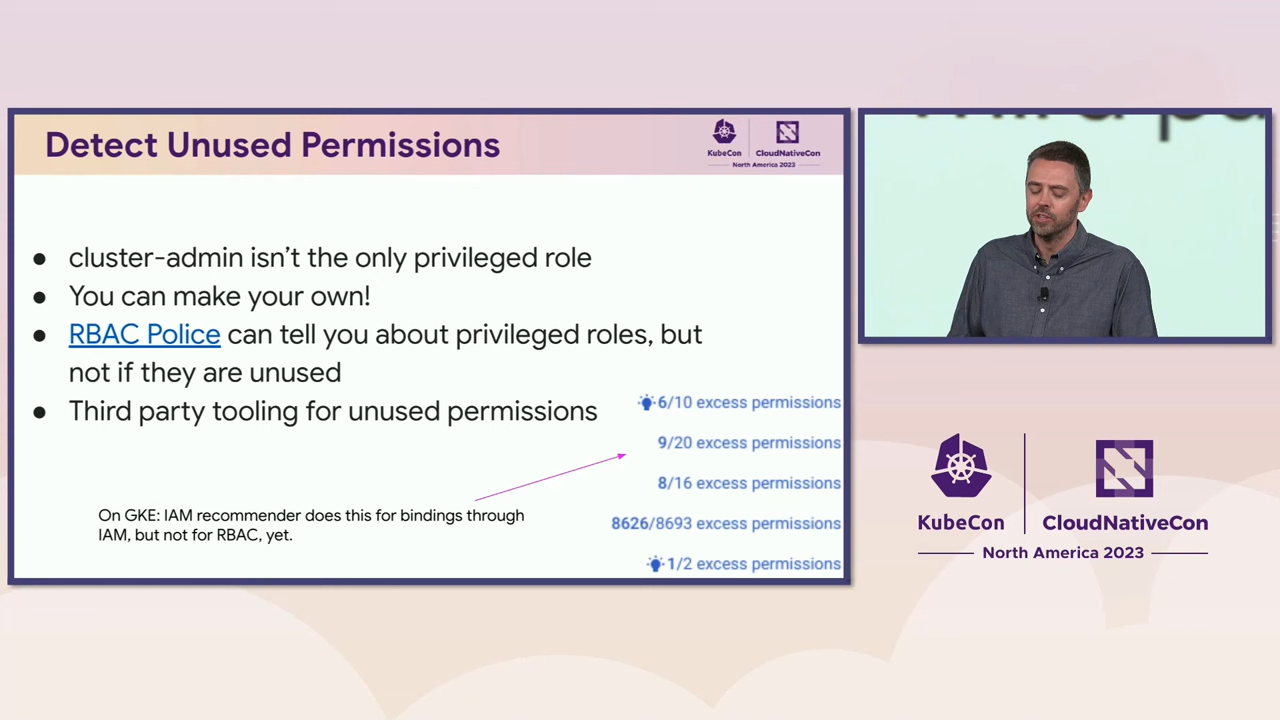 Detect Unused Permissions
KubeCon
CloudNativeCon
North America 2023
● cluster-admin isn’t the only privileged role
● You can make your own!
● RBAC Police can tell you about privileged roles, but
not if they are unused
● Third party tooling for unused permissions
6/10 excess permissions
9/20 excess permissions
8/16 excess permissions
8626/8693 excess permissions
1/2 excess permissions
On GKE: IAM recommender does this for bindings through
IAM, but not for RBAC, yet.
KubeCon
CloudNativeCon
North America 2023